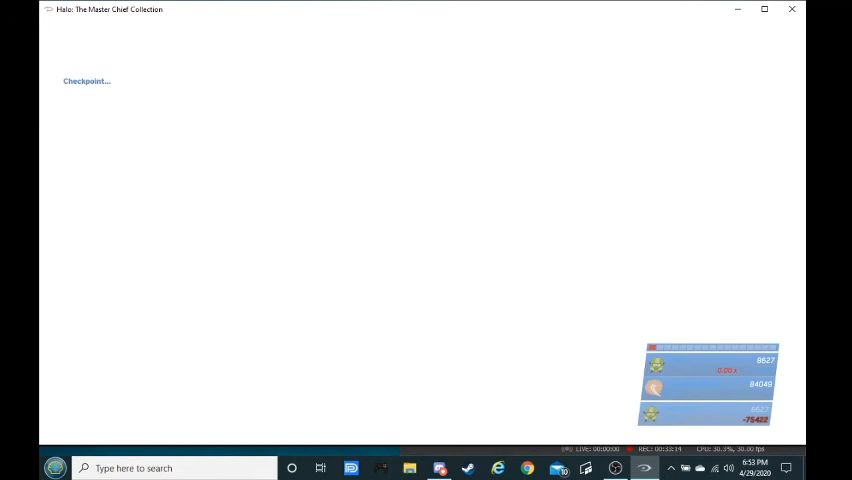 Halo: The Master Chief Collection
Checkpoint...
8627
0.00 x
84049
8627
-75422
LIVE: 00:00:00 REC: 00:33:14 CPU: 30.3%, 30.00 fps
Type here to search
10
6:53 PM
4/29/2020